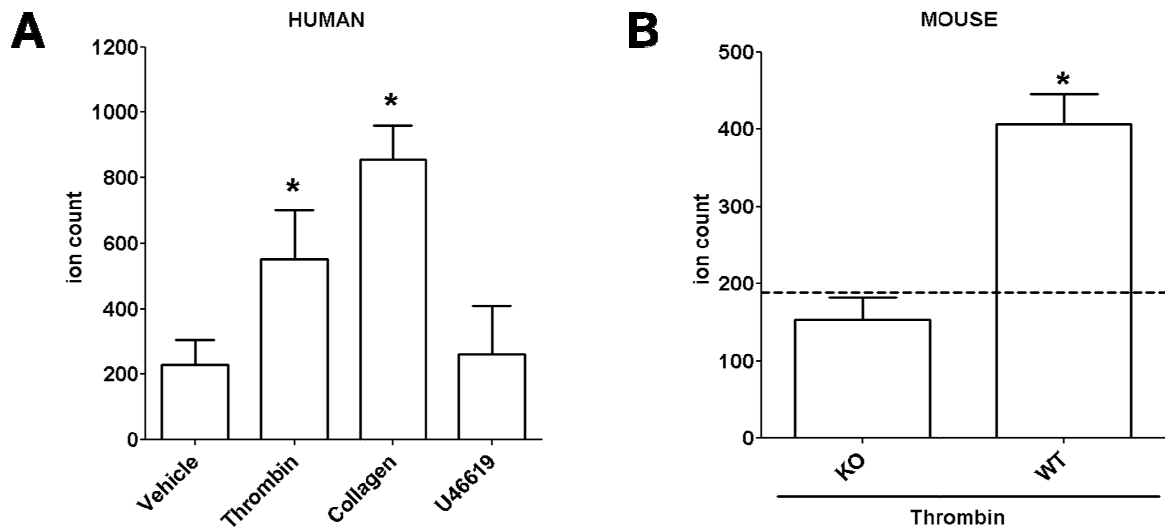 A
HUMAN
ion count
1200
1000
800
600
400
200
0
*
*
Vehicle
Thrombin
Collagen
U46619
B
MOUSE
ion count
500
400
300
200
100
0
*
KO
WT
Thrombin